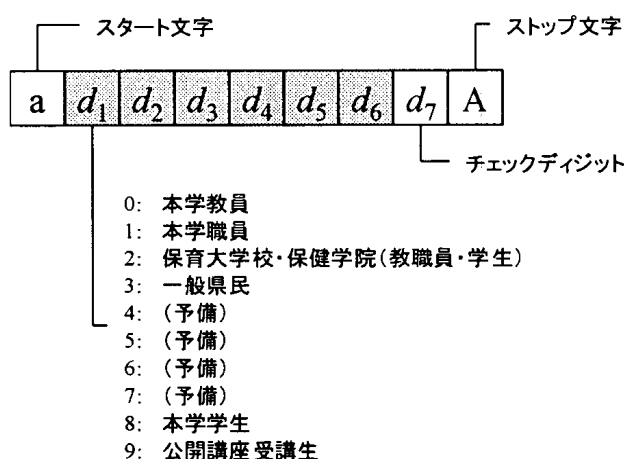 スタート文字
ストップ文字
a d₁ d₂ d₃ d₄ d₅ d₆ d₇ A
チェックディジット
0: 本学教員
1: 本学職員
2: 保育大学校・保健学院(教職員・学生)
3: 一般県民
4: (予備)
5: (予備)
6: (予備)
7: (予備)
8: 本学学生
9: 公開講座受講生